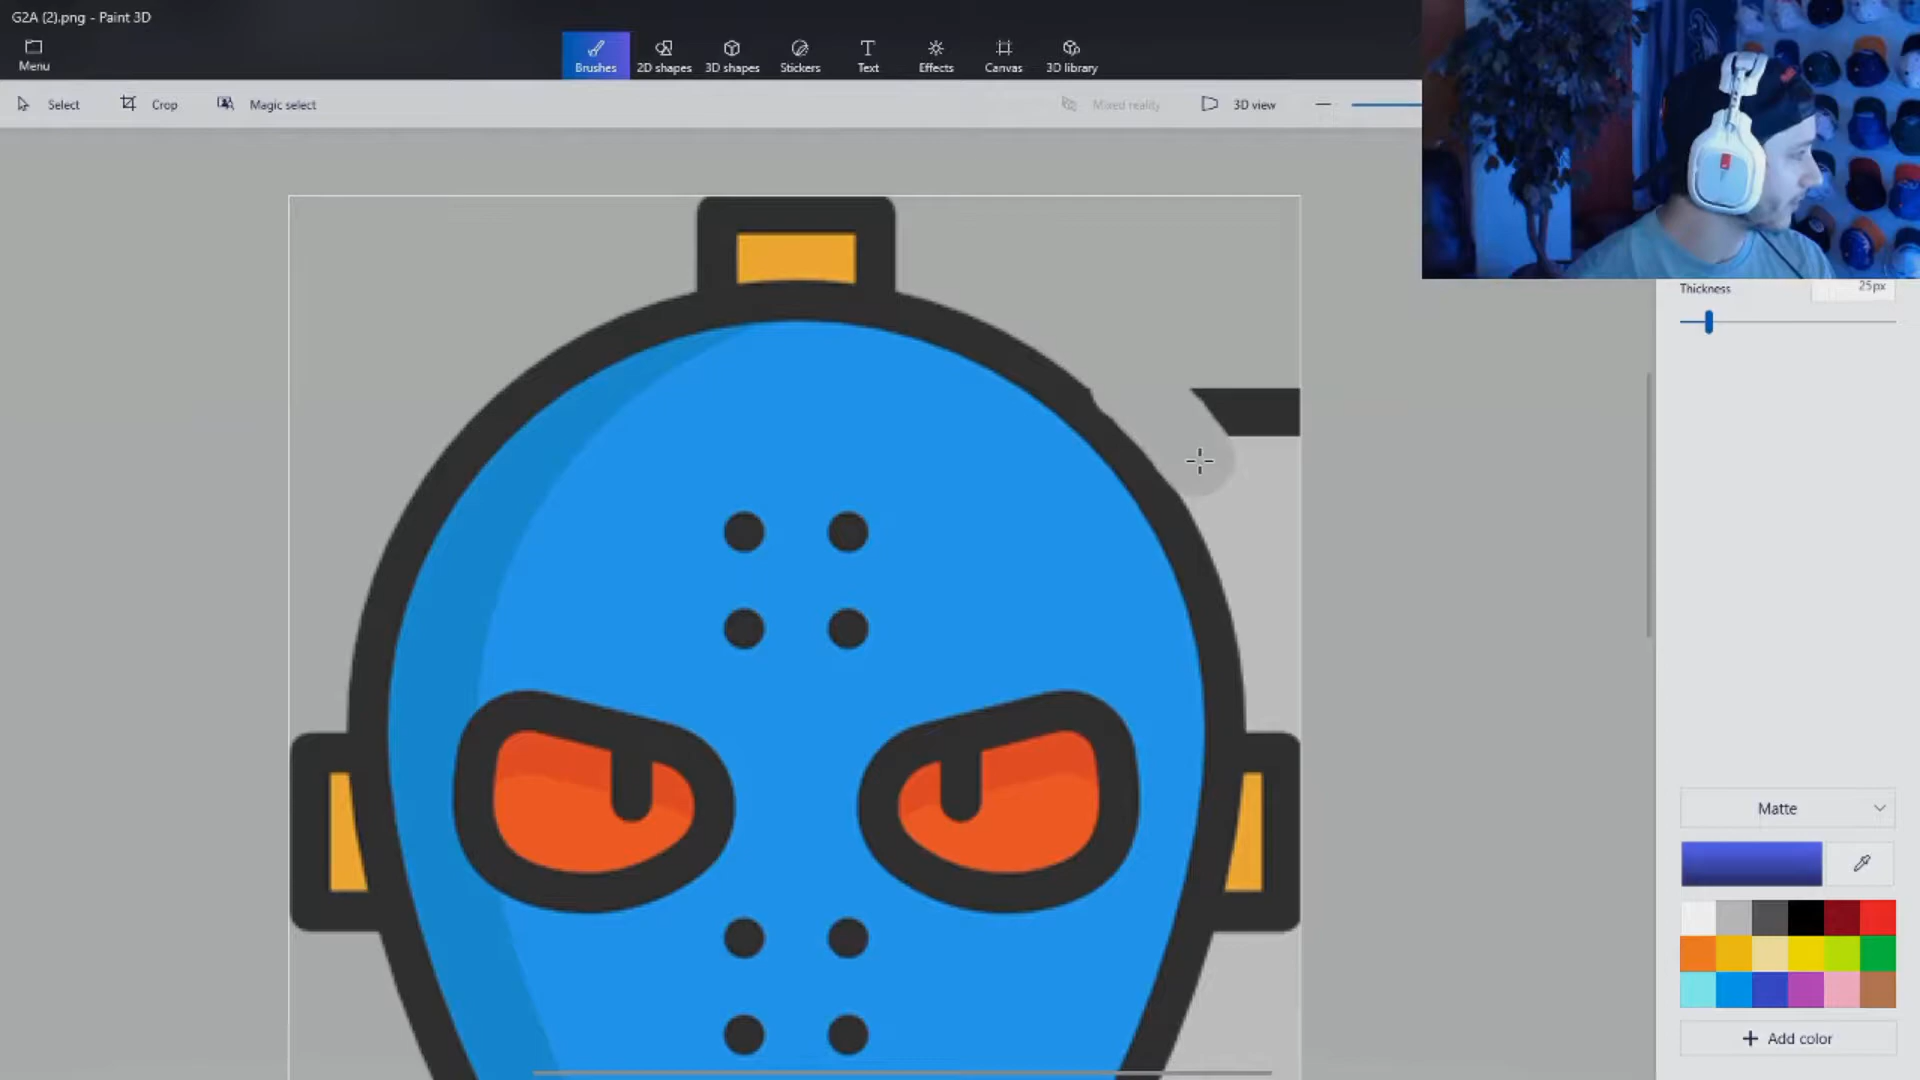 G2A (2).png - Paint 3D
Menu
Brushes
2D shapes
3D shapes
Stickers
Text
Effects
Canvas
3D library
Select
Crop
Magic select
Mixed reality
3D view
Thickness
25px
Matte
Add color